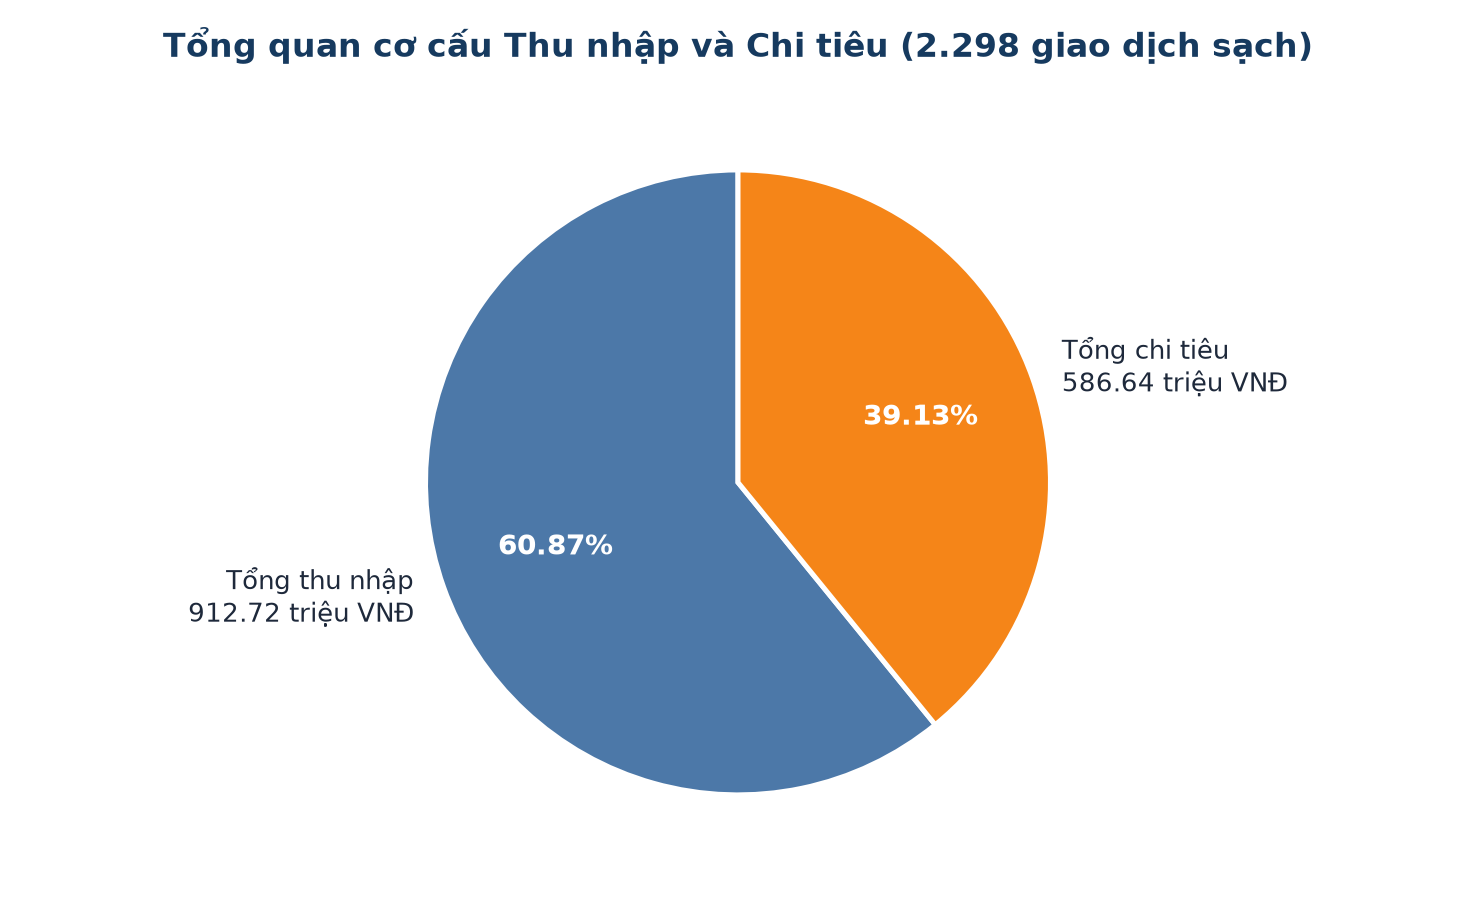 Tổng quan cơ cấu Thu nhập và Chi tiêu (2.298 giao dịch sạch)
Tổng chi tiêu
586.64 triệu VNĐ
39.13%
60.87%
Tổng thu nhập
912.72 triệu VNĐ